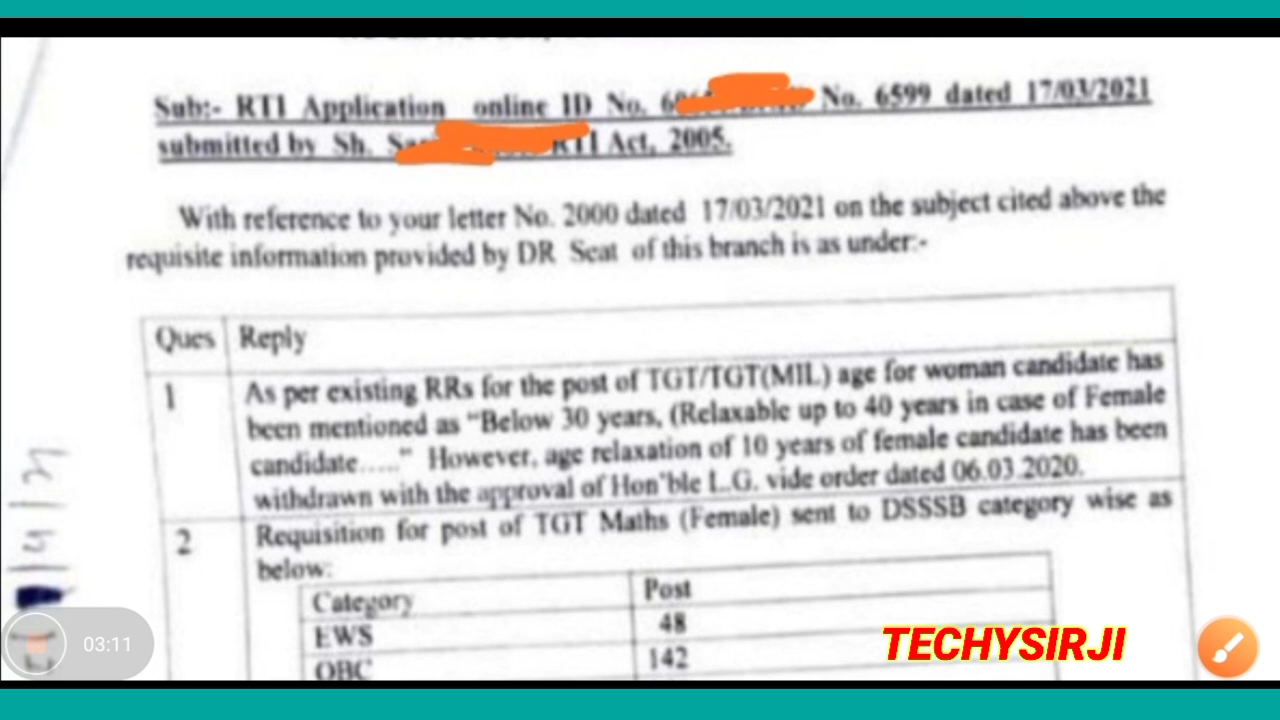 Sub:- RTI Application online ID No. 6 No. 6599 dated 17/03/2021
submitted by Sh. RTI Act, 2005.
With reference to your letter No. 2000 dated 17/03/2021 on the subject cited above the
requisite information provided by DR Seat of this branch is as under:-
Ques Reply
1 As per existing RRs for the post of TGT/TGT(MIL) age for woman candidate has
been mentioned as "Below 30 years, (Relaxable up to 40 years in case of Female
candidate....." However, age relaxation of 10 years of female candidate has been
withdrawn with the approval of Hon'ble L.G. vide order dated 06.03.2020.
2 Requisition for post of TGT Maths (Female) sent to DSSSB category wise as
below:
Category Post
EWS 48
OBC 142
03:11
TECHYSIRJI